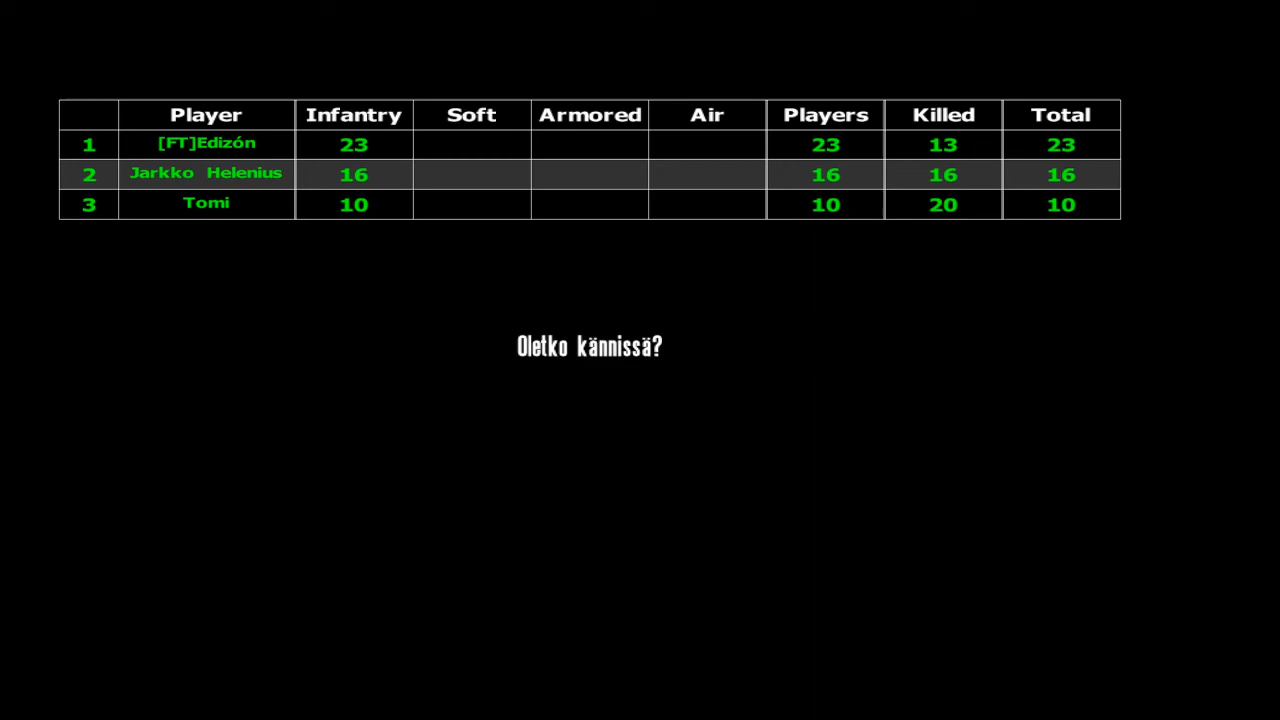 Player Infantry Soft Armored Air Players Killed Total
1 [FT]Edizón 23 23 13 23
2 Jarkko Helenius 16 16 16 16
3 Tomi 10 10 20 10
Oletko kännissä?